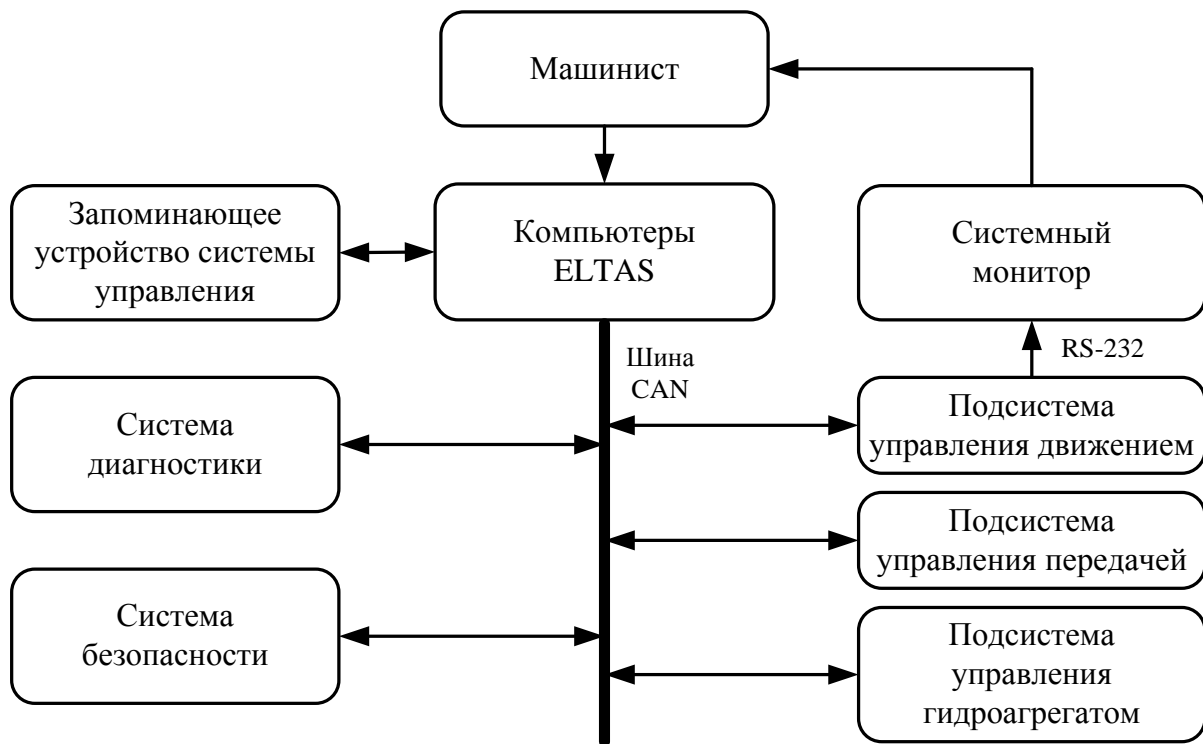 Машинист
Запоминающее
устройство системы
управления
Компьютеры
ELTAS
Системный
монитор
Шина
CAN
RS-232
Система
диагностики
Подсистема
управления движением
Подсистема
управления передачей
Система
безопасности
Подсистема
управления
гидроагрегатом